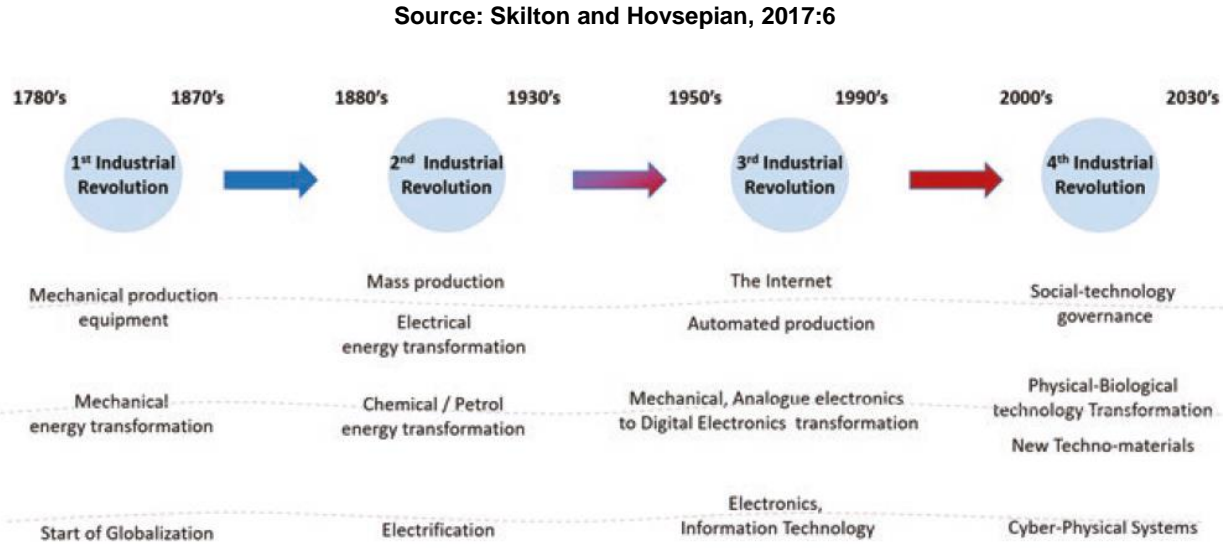 Source: Skilton and Hovsepian, 2017:6
1780's 1870's 1880's 1930's 1950's 1990's 2000's 2030's
1st Industrial
Revolution
2nd Industrial
Revolution
3rd Industrial
Revolution
4th Industrial
Revolution
Mechanical production
equipment
Mass production
Electrical
energy transformation
The Internet
Automated production
Social-technology
governance
Mechanical
energy transformation
Chemical / Petrol
energy transformation
Mechanical, Analogue electronics
to Digital Electronics transformation
Physical-Biological
technology Transformation
New Techno-materials
Start of Globalization
Electrification
Electronics,
Information Technology
Cyber-Physical Systems